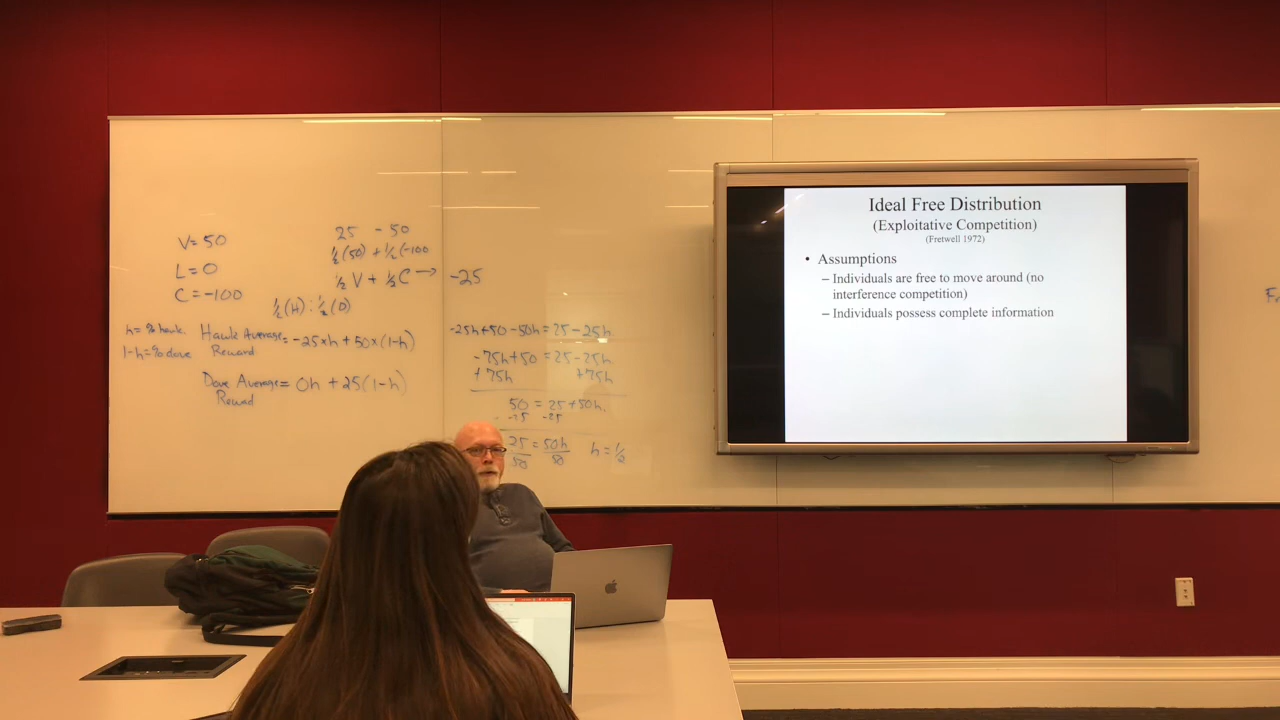 V=50
L=0
C=-100
25 -50
½(50) + ½(-100
½V + ½C → -25
½(H) : ½(D)
h=% hawk
1-h=% dove
Hawk Average = -25×h + 50×(1-h)
Reward
Dove Average = 0h + 25(1-h)
Reward
-25h+50-50h=25-25h
-75h+50=25-25h
+75h +75h
50=25+50h
-25 -25
25/50 = 50h/50 h=½
Ideal Free Distribution
(Exploitative Competition)
(Fretwell 1972)
• Assumptions
– Individuals are free to move around (no
interference competition)
– Individuals possess complete information